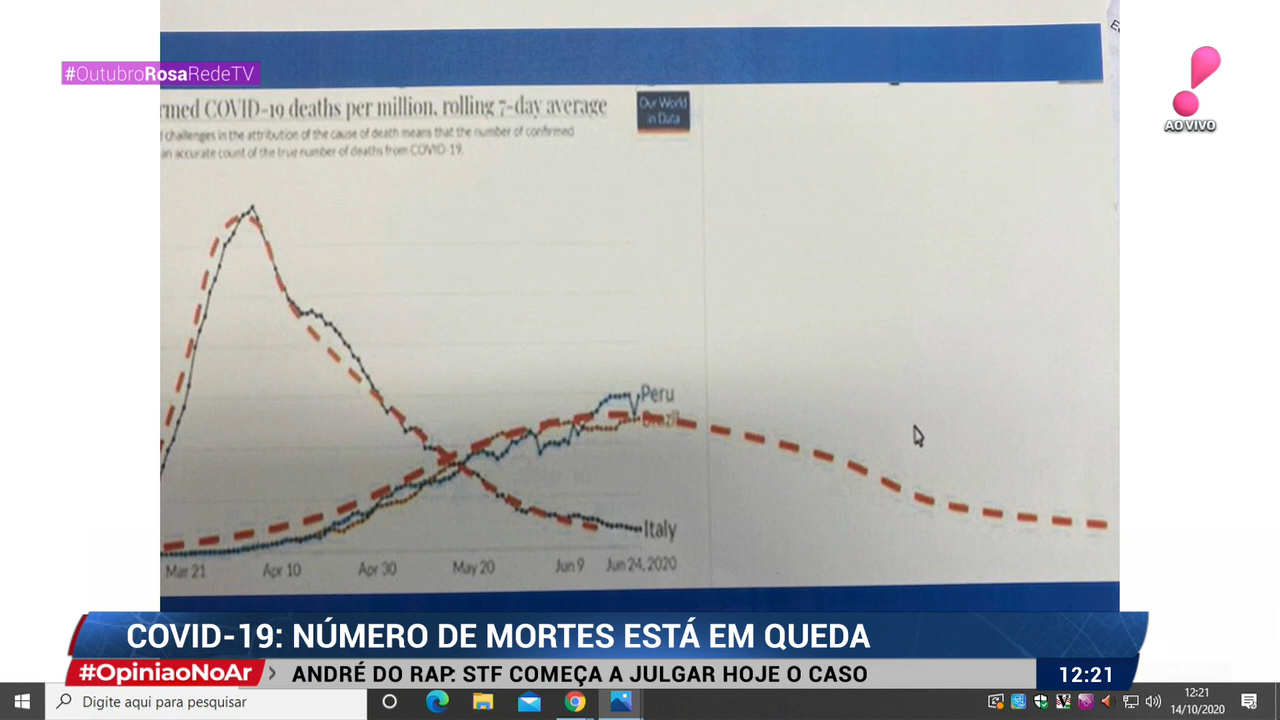 #OutubroRosaRedeTV
AO VIVO
rmed COVID-19 deaths per million, rolling 7-day average
Our World
in Data
challenges in the attribution of the cause of death means that the number of confirmed
an accurate count of the true number of deaths from COVID-19.
Peru
Brazil
Italy
Mar 21
Apr 10
Apr 30
May 20
Jun 9
Jun 24, 2020
COVID-19: NÚMERO DE MORTES ESTÁ EM QUEDA
#OpiniaoNoAr
ANDRÉ DO RAP: STF COMEÇA A JULGAR HOJE O CASO
12:21
Digite aqui para pesquisar
12:21
14/10/2020